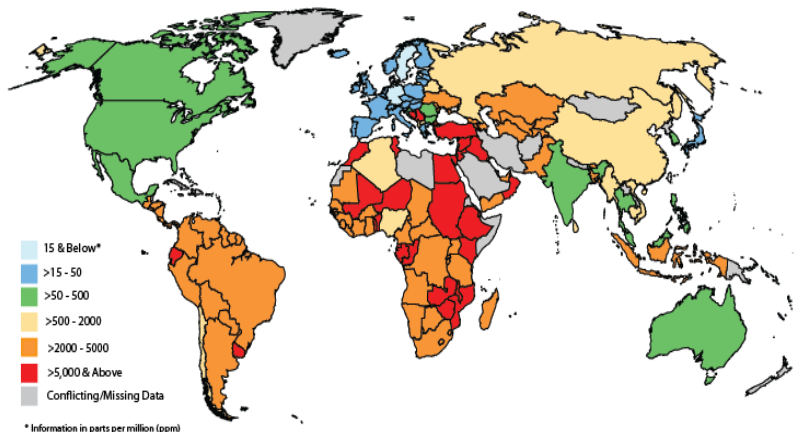 15 & Below*
>15 - 50
>50 - 500
>500 - 2000
>2000 - 5000
>5,000 & Above
Conflicting/Missing Data
* Information in parts per million (ppm)